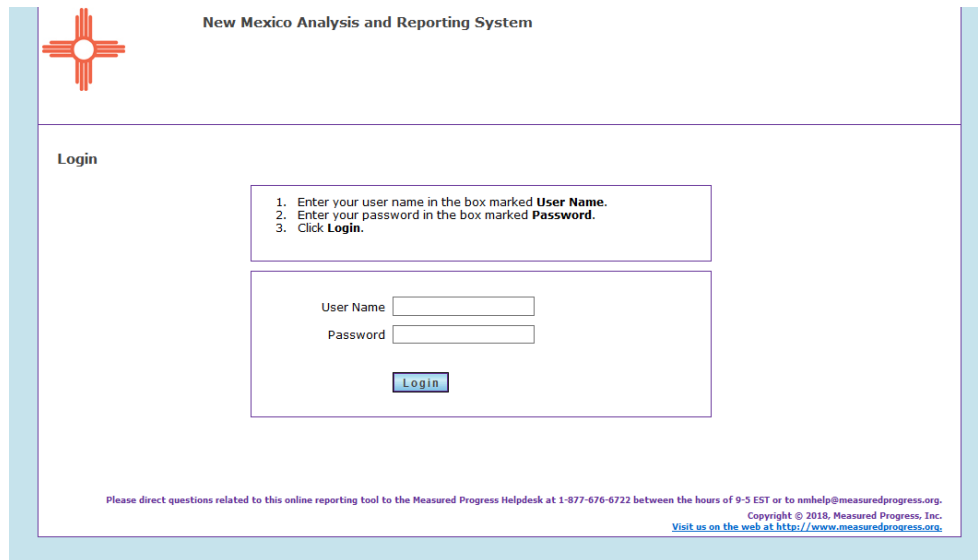 New Mexico Analysis and Reporting System
Login
1. Enter your user name in the box marked User Name.
2. Enter your password in the box marked Password.
3. Click Login.
User Name
Password
Login
Please direct questions related to this online reporting tool to the Measured Progress Helpdesk at 1-877-676-6722 between the hours of 9-5 EST or to nmhelp@measuredprogress.org.
Copyright © 2018, Measured Progress, Inc.
Visit us on the web at http://www.measuredprogress.org.